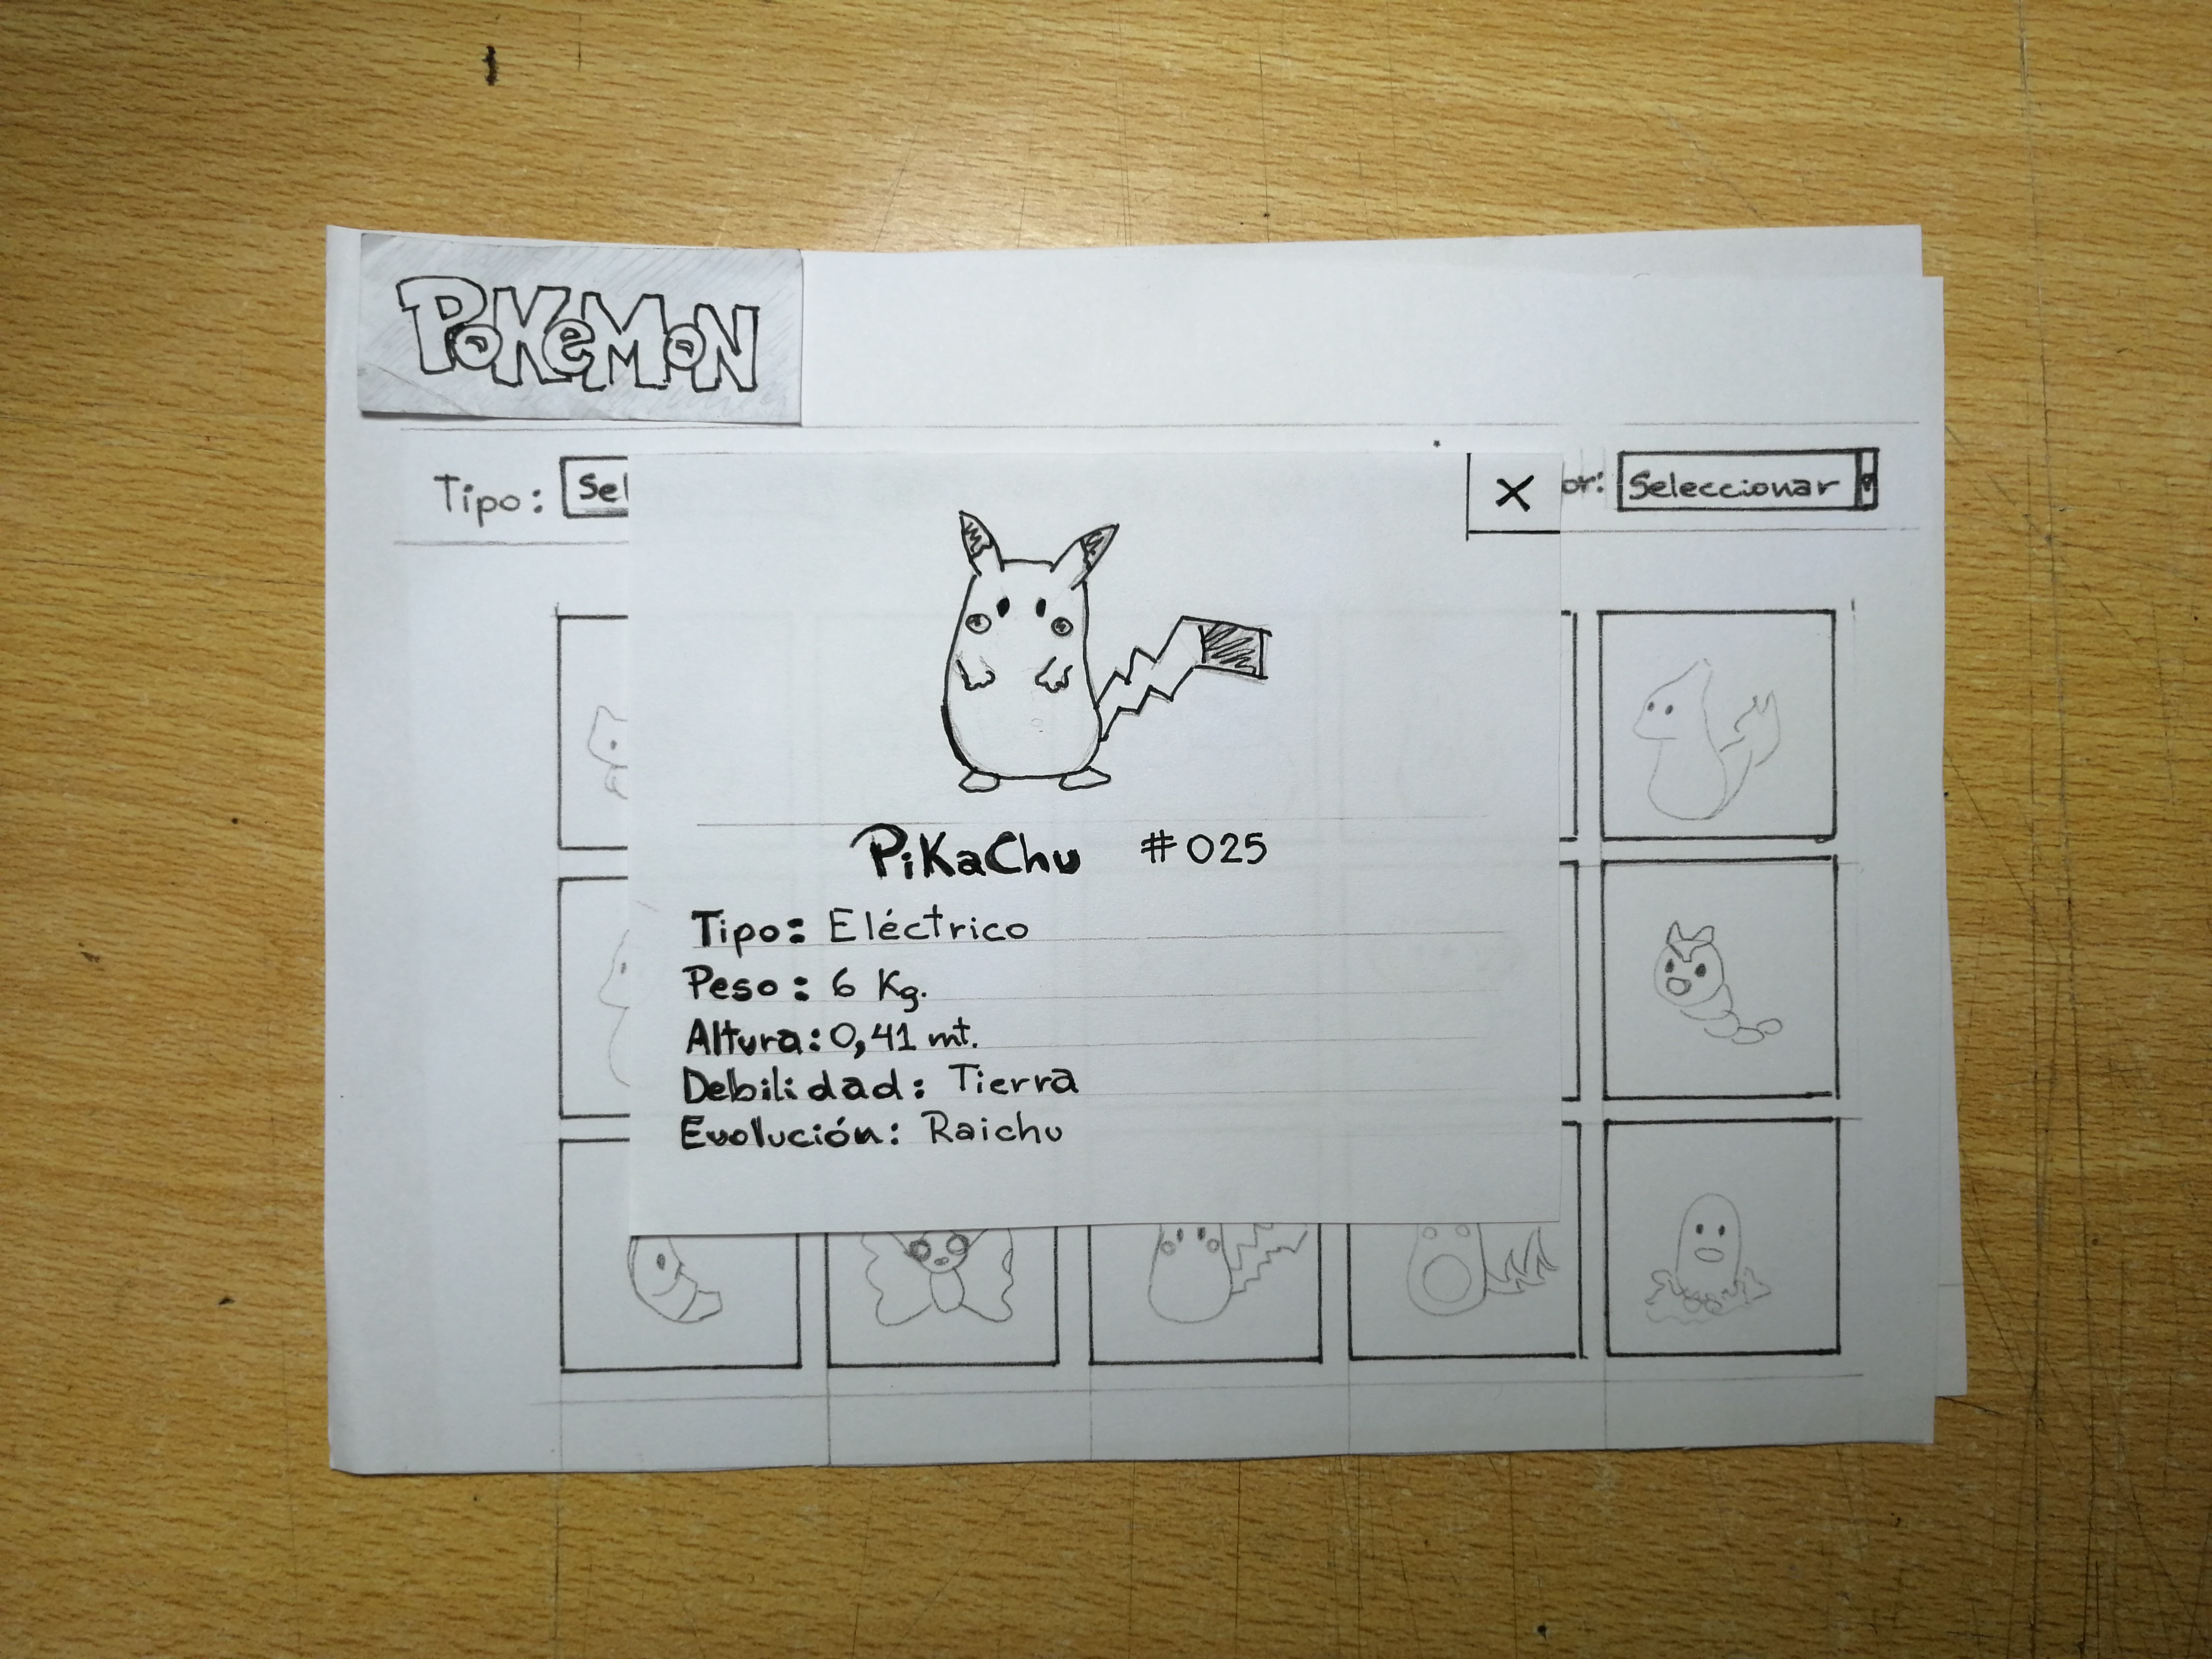 PoKeMoN
Tipo: Sel
or: Seleccionar
X
PiKaChu #025
Tipo: Eléctrico
Peso: 6 Kg.
Altura: 0,41 mt.
Debilidad: Tierra
Evolución: Raichu